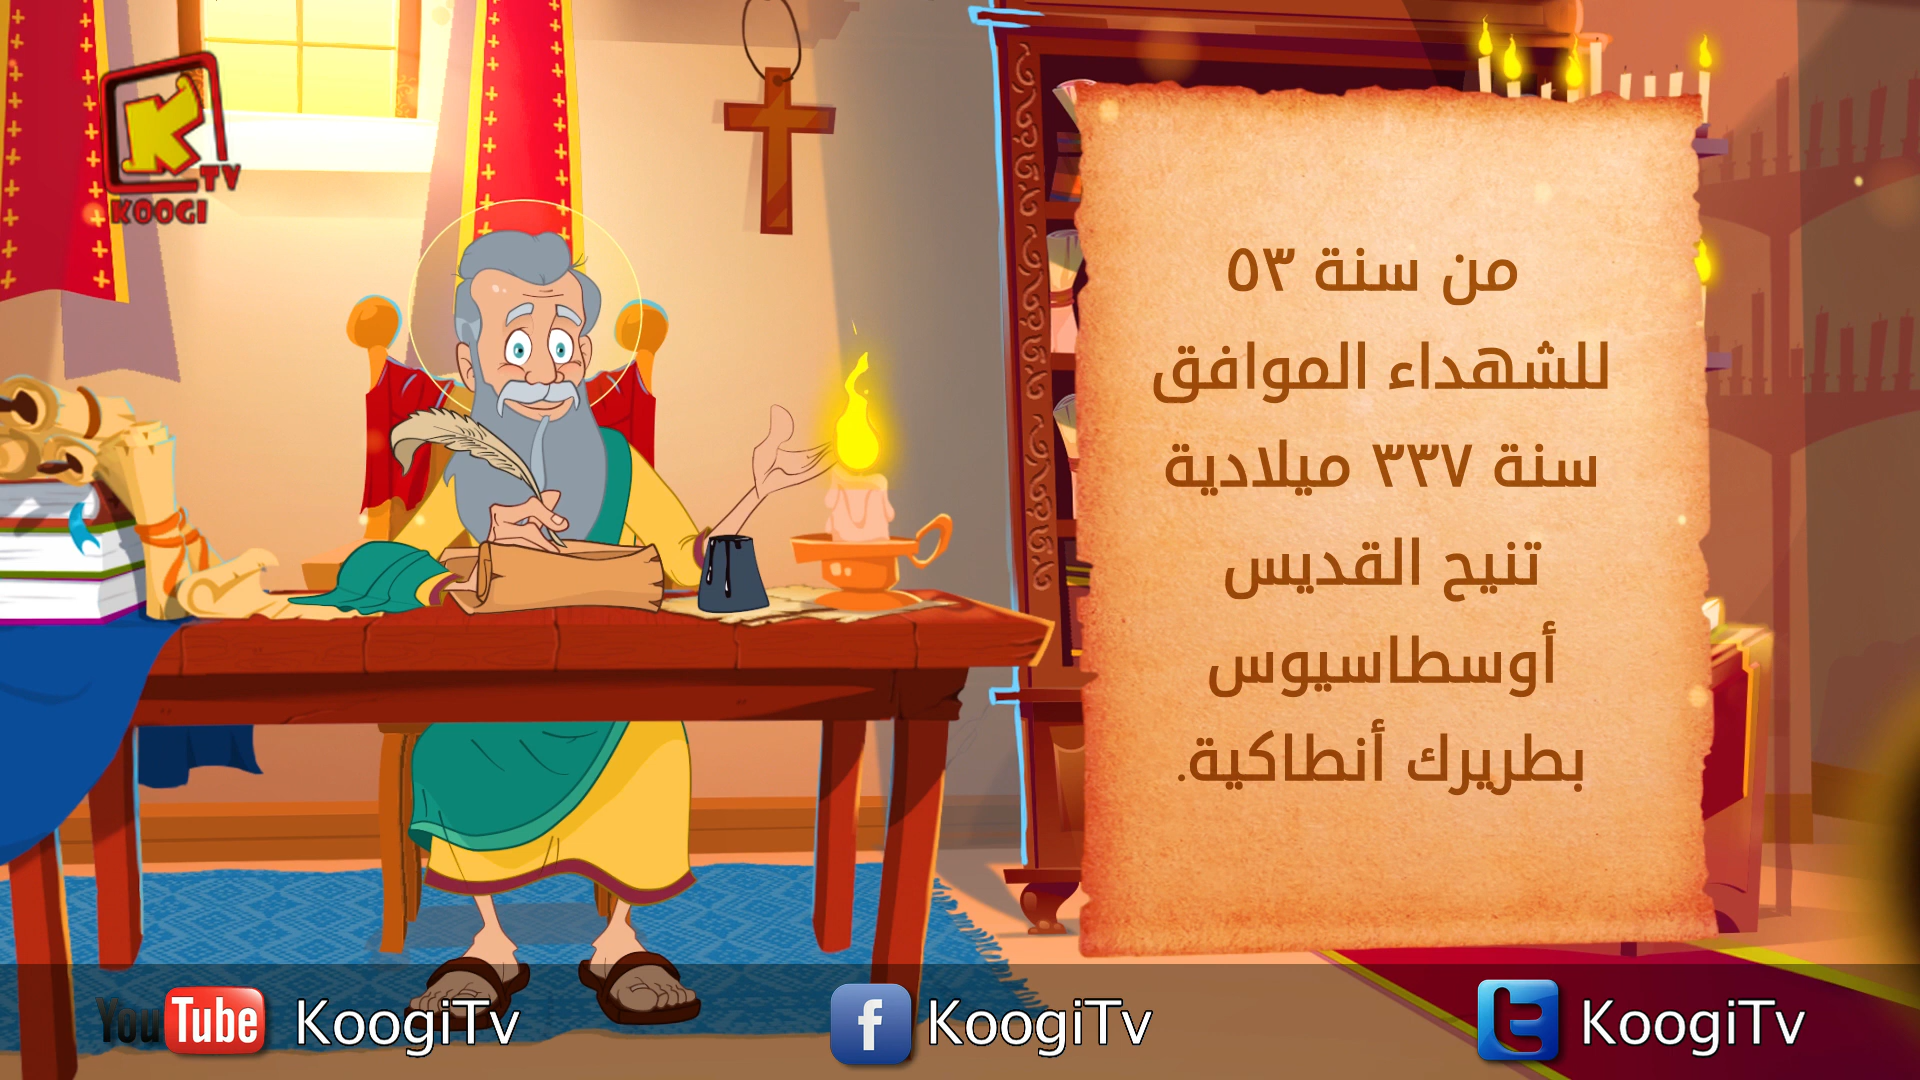 K TV
KOOGI
من سنة ٥٣
للشهداء الموافق
سنة ٣٣٧ ميلادية
تنيح القديس
أوسطاسيوس
بطريرك أنطاكية.
YouTube KoogiTv
f KoogiTv
t KoogiTv